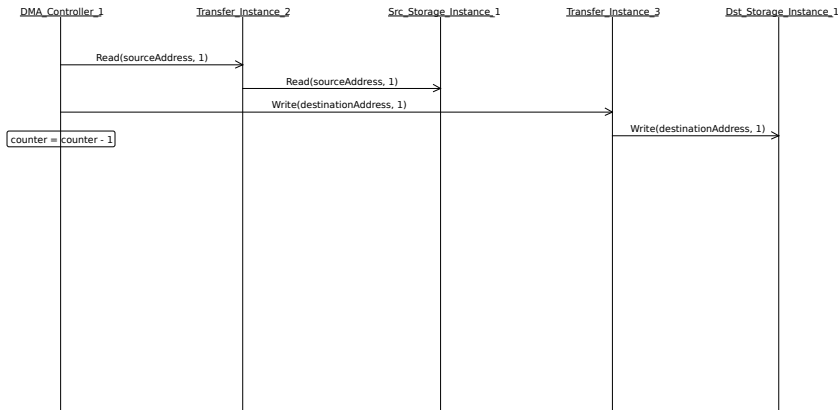 DMA_Controller_1 Transfer_Instance_2 Src_Storage_Instance_1 Transfer_Instance_3 Dst_Storage_Instance_1
Read(sourceAddress, 1)
Read(sourceAddress, 1)
Write(destinationAddress, 1)
Write(destinationAddress, 1)
counter = counter - 1